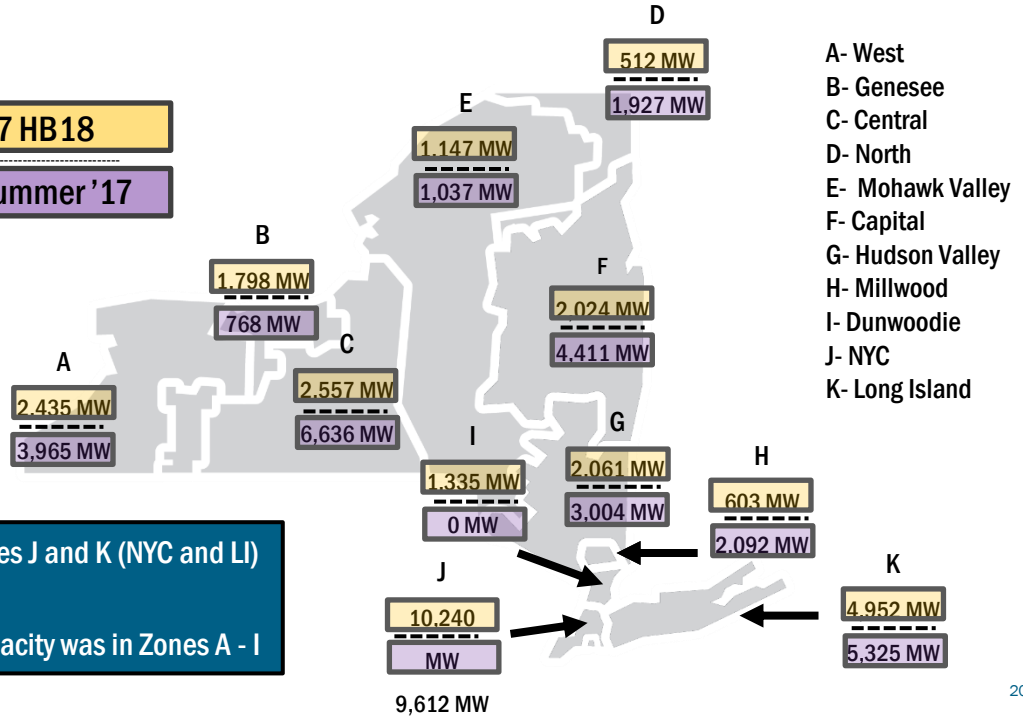 D
512 MW
1,927 MW
A- West
B- Genesee
C- Central
D- North
E- Mohawk Valley
F- Capital
G- Hudson Valley
H- Millwood
I- Dunwoodie
J- NYC
K- Long Island
7 HB18
ummer ’17
E
1,147 MW
1,037 MW
B
1,798 MW
768 MW
F
2,024 MW
4,411 MW
A
2,435 MW
3,965 MW
C
2,557 MW
6,636 MW
I
1,335 MW
0 MW
G
2,061 MW
3,004 MW
H
603 MW
2,092 MW
es J and K (NYC and LI)
acity was in Zones A - I
J
10,240
MW
9,612 MW
K
4,952 MW
5,325 MW
20